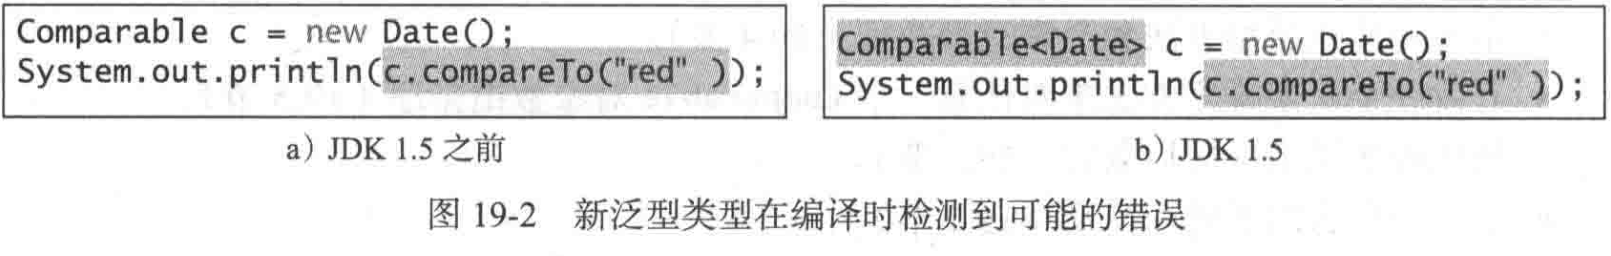 Comparable c = new Date();
System.out.println(c.compareTo("red" ));
a) JDK 1.5 之前
Comparable<Date> c = new Date();
System.out.println(c.compareTo("red" ));
b) JDK 1.5
图 19-2 新泛型类型在编译时检测到可能的错误